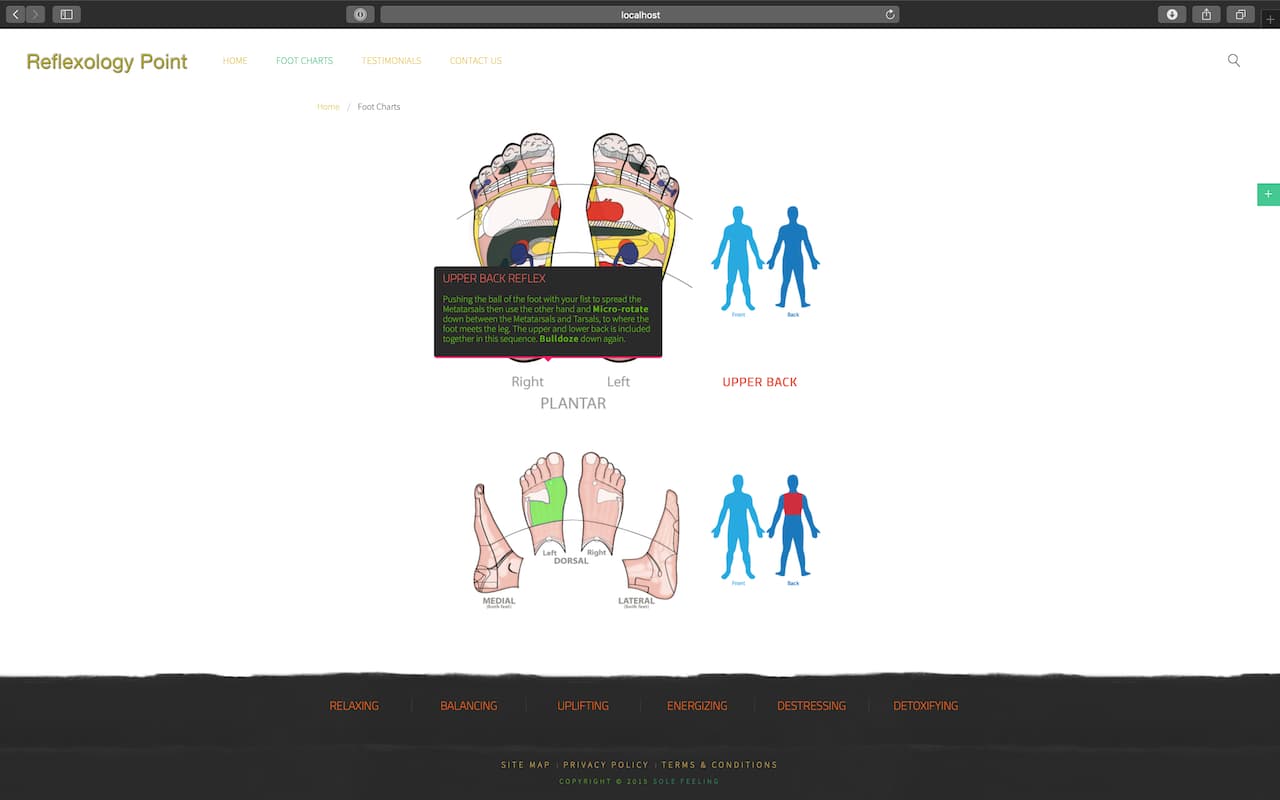 localhost
Reflexology Point HOME FOOT CHARTS TESTIMONIALS CONTACT US
Home / Foot Charts
Front Back
UPPER BACK REFLEX
Pushing the ball of the foot with your fist to spread the
Metatarsals then use the other hand and Micro-rotate
down between the Metatarsals and Tarsals, to where the
foot meets the leg. The upper and lower back is included
together in this sequence. Bulldoze down again.
Right Left
PLANTAR
UPPER BACK
Left Right
DORSAL
MEDIAL
(both feet)
LATERAL
(both feet)
Front Back
RELAXING BALANCING UPLIFTING ENERGIZING DESTRESSING DETOXIFYING
SITE MAP | PRIVACY POLICY | TERMS & CONDITIONS
COPYRIGHT © 2015 SOLE FEELING